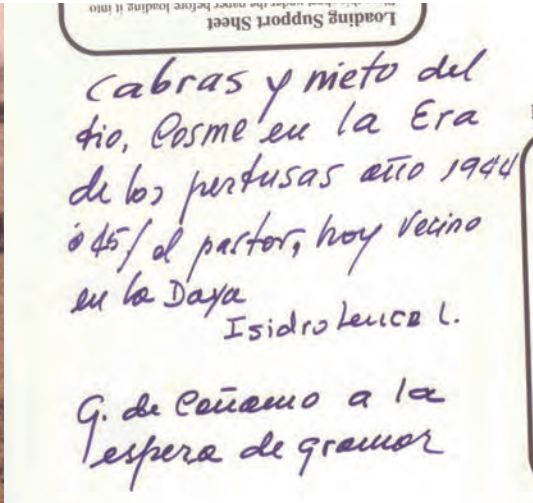 Loading Support Sheet
cabras y nieto del
tio, Cosme en la Era
de los pertusas año 1944
ó 45/ el pastor, hoy vecino
en la Daya
Isidro L.
G. de Cañamo a la
espera de gramar